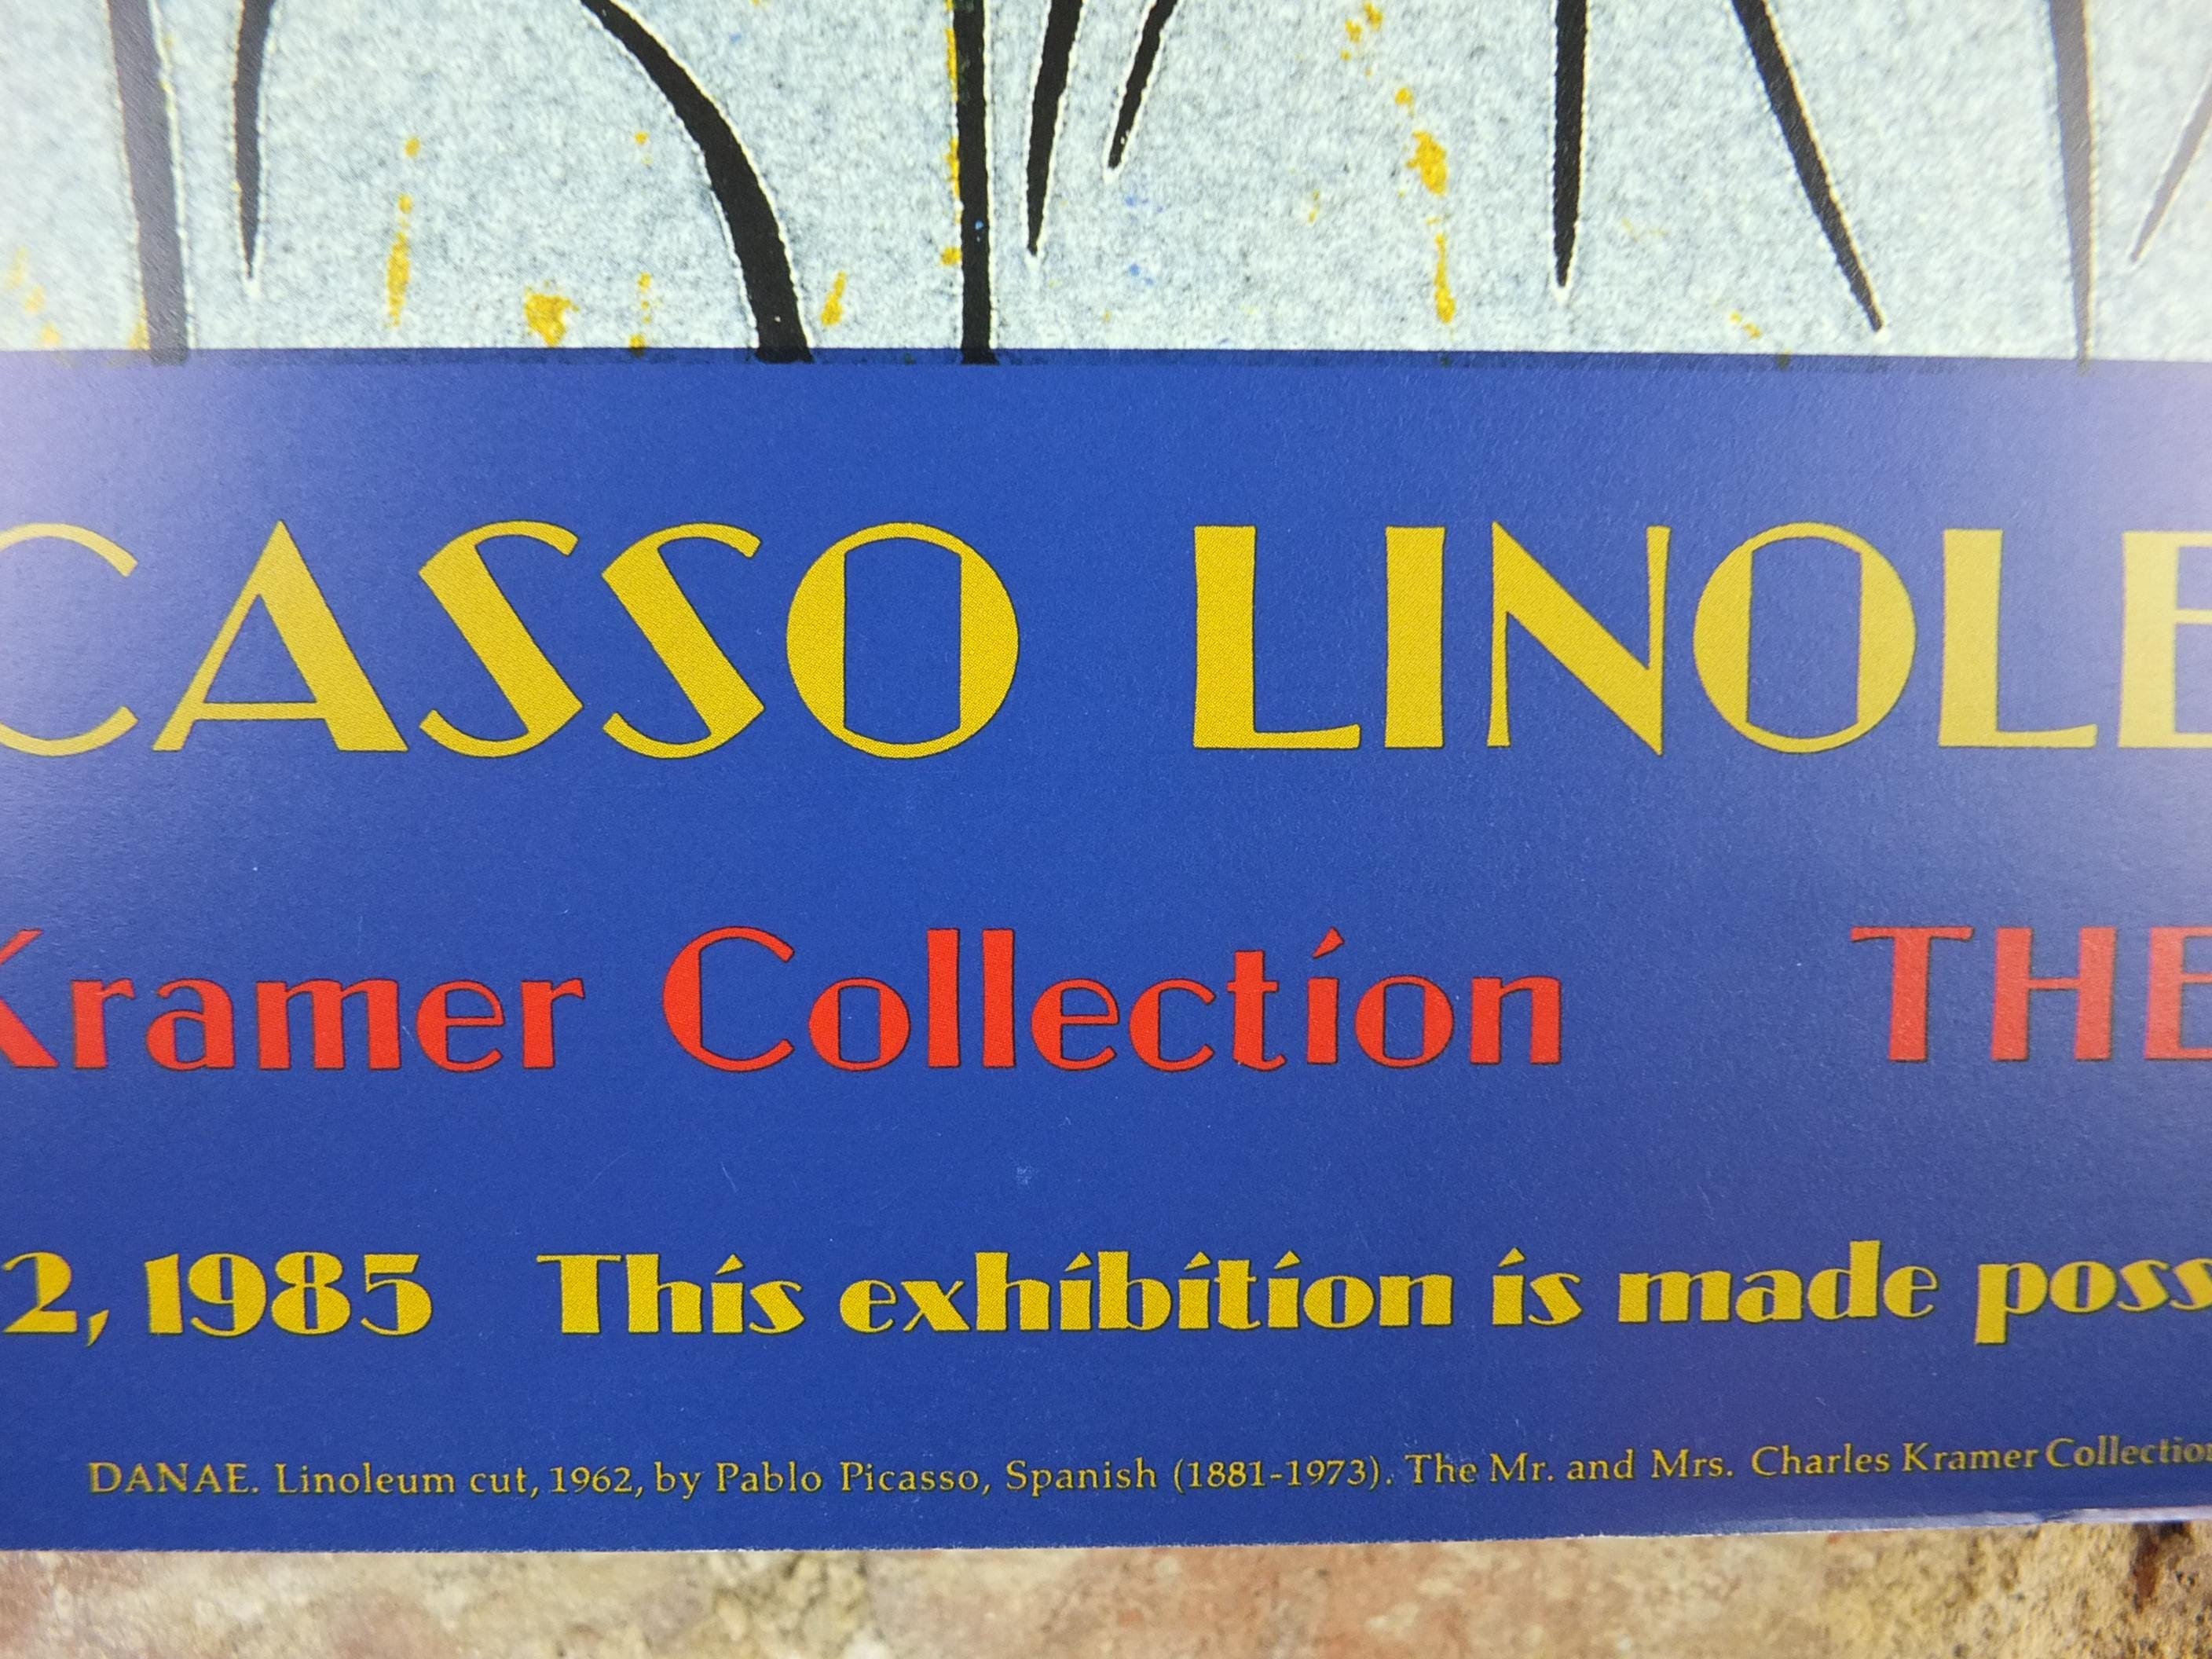 CASSO LINOLE
Kramer Collection THE
2, 1985 This exhibition is made poss
DANAE. Linoleum cut, 1962, by Pablo Picasso, Spanish (1881-1973). The Mr. and Mrs. Charles Kramer Collection